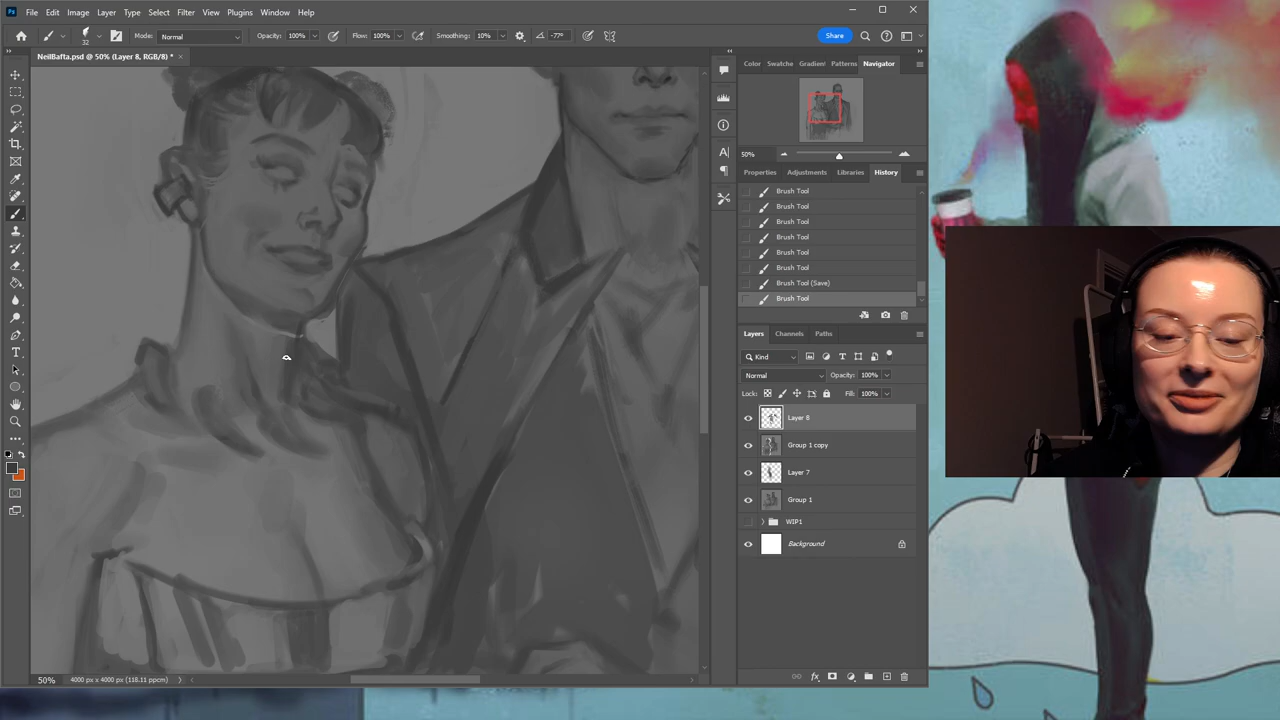 Ps File Edit Image Layer Type Select Filter View Plugins Window Help
32 Mode: Normal Opacity: 100% Flow: 100% Smoothing: 10% -77° Share
NeilBafta.psd @ 50% (Layer 8, RGB/8) *
Color Swatche Gradien Patterns Navigator
50%
Properties Adjustments Libraries History
Brush Tool
Brush Tool
Brush Tool
Brush Tool
Brush Tool
Brush Tool
Brush Tool (Save)
Brush Tool
Layers Channels Paths
Kind
Normal Opacity: 100%
Lock: Fill: 100%
Layer 8
Group 1 copy
Layer 7
Group 1
WIP1
Background
50% 4000 px x 4000 px (118.11 ppcm)